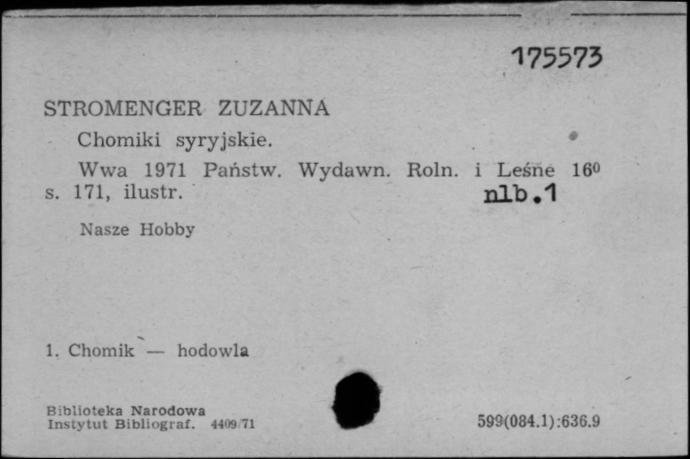 175573
STROMENGER ZUZANNA
Chomiki syryjskie.
Wwa 1971 Państw. Wydawn. Roln. i Leśne 16⁰
s. 171, ilustr. nlb.1
Nasze Hobby
1. Chomik — hodowla
Biblioteka Narodowa
Instytut Bibliograf. 4409/71
599(084.1):636.9